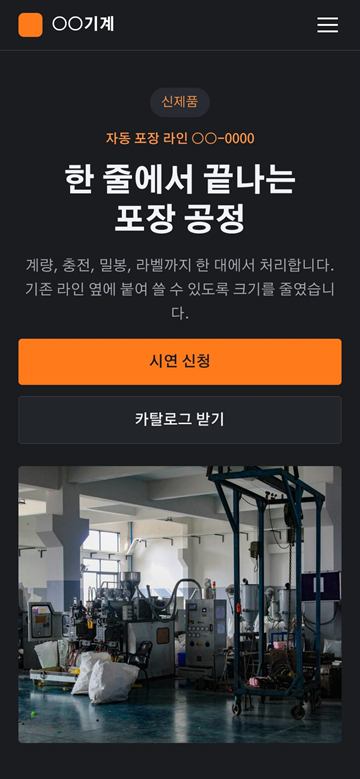 ○○기계
신제품
자동 포장 라인 ○○-0000
한 줄에서 끝나는
포장 공정
계량, 충전, 밀봉, 라벨까지 한 대에서 처리합니다.
기존 라인 옆에 붙여 쓸 수 있도록 크기를 줄였습니
다.
시연 신청
카탈로그 받기